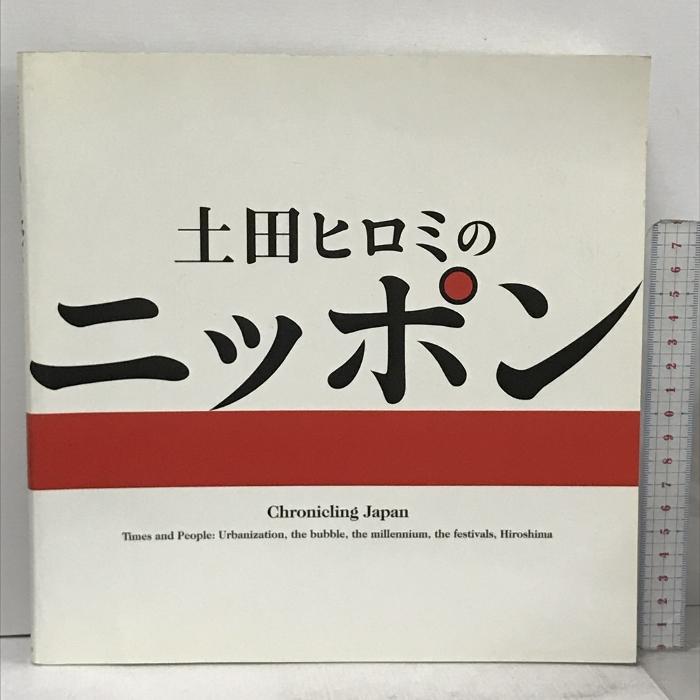 土田ヒロミの
ニッポン
Chronicling Japan
Times and People: Urbanization, the bubble, the millennium, the festivals, Hiroshima